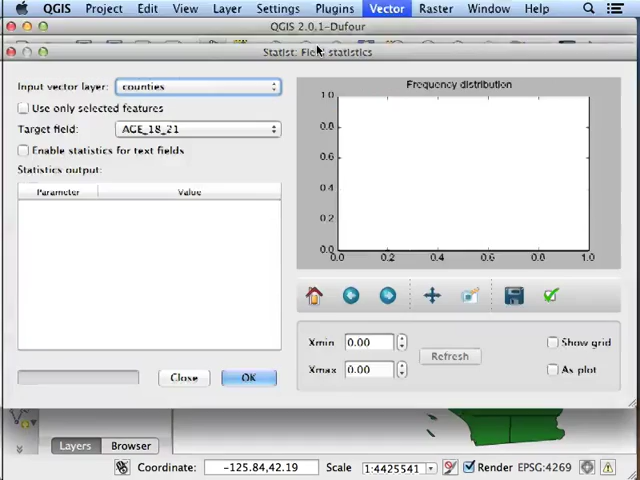 QGIS Project Edit View Layer Settings Plugins Vector Raster Window Help
QGIS 2.0.1-Dufour
Statist: Field statistics
Input vector layer: counties
Use only selected features
Target field: AGE_18_21
Enable statistics for text fields
Statistics output:
Parameter Value
Close OK
Frequency distribution
1.0
0.8
0.6
0.4
0.2
0.0
0.0 0.2 0.4 0.6 0.8 1.0
Xmin 0.00 Show grid
Refresh
Xmax 0.00 As plot
Layers Browser
Coordinate: -125.84,42.19 Scale 1:4425541 Render EPSG:4269